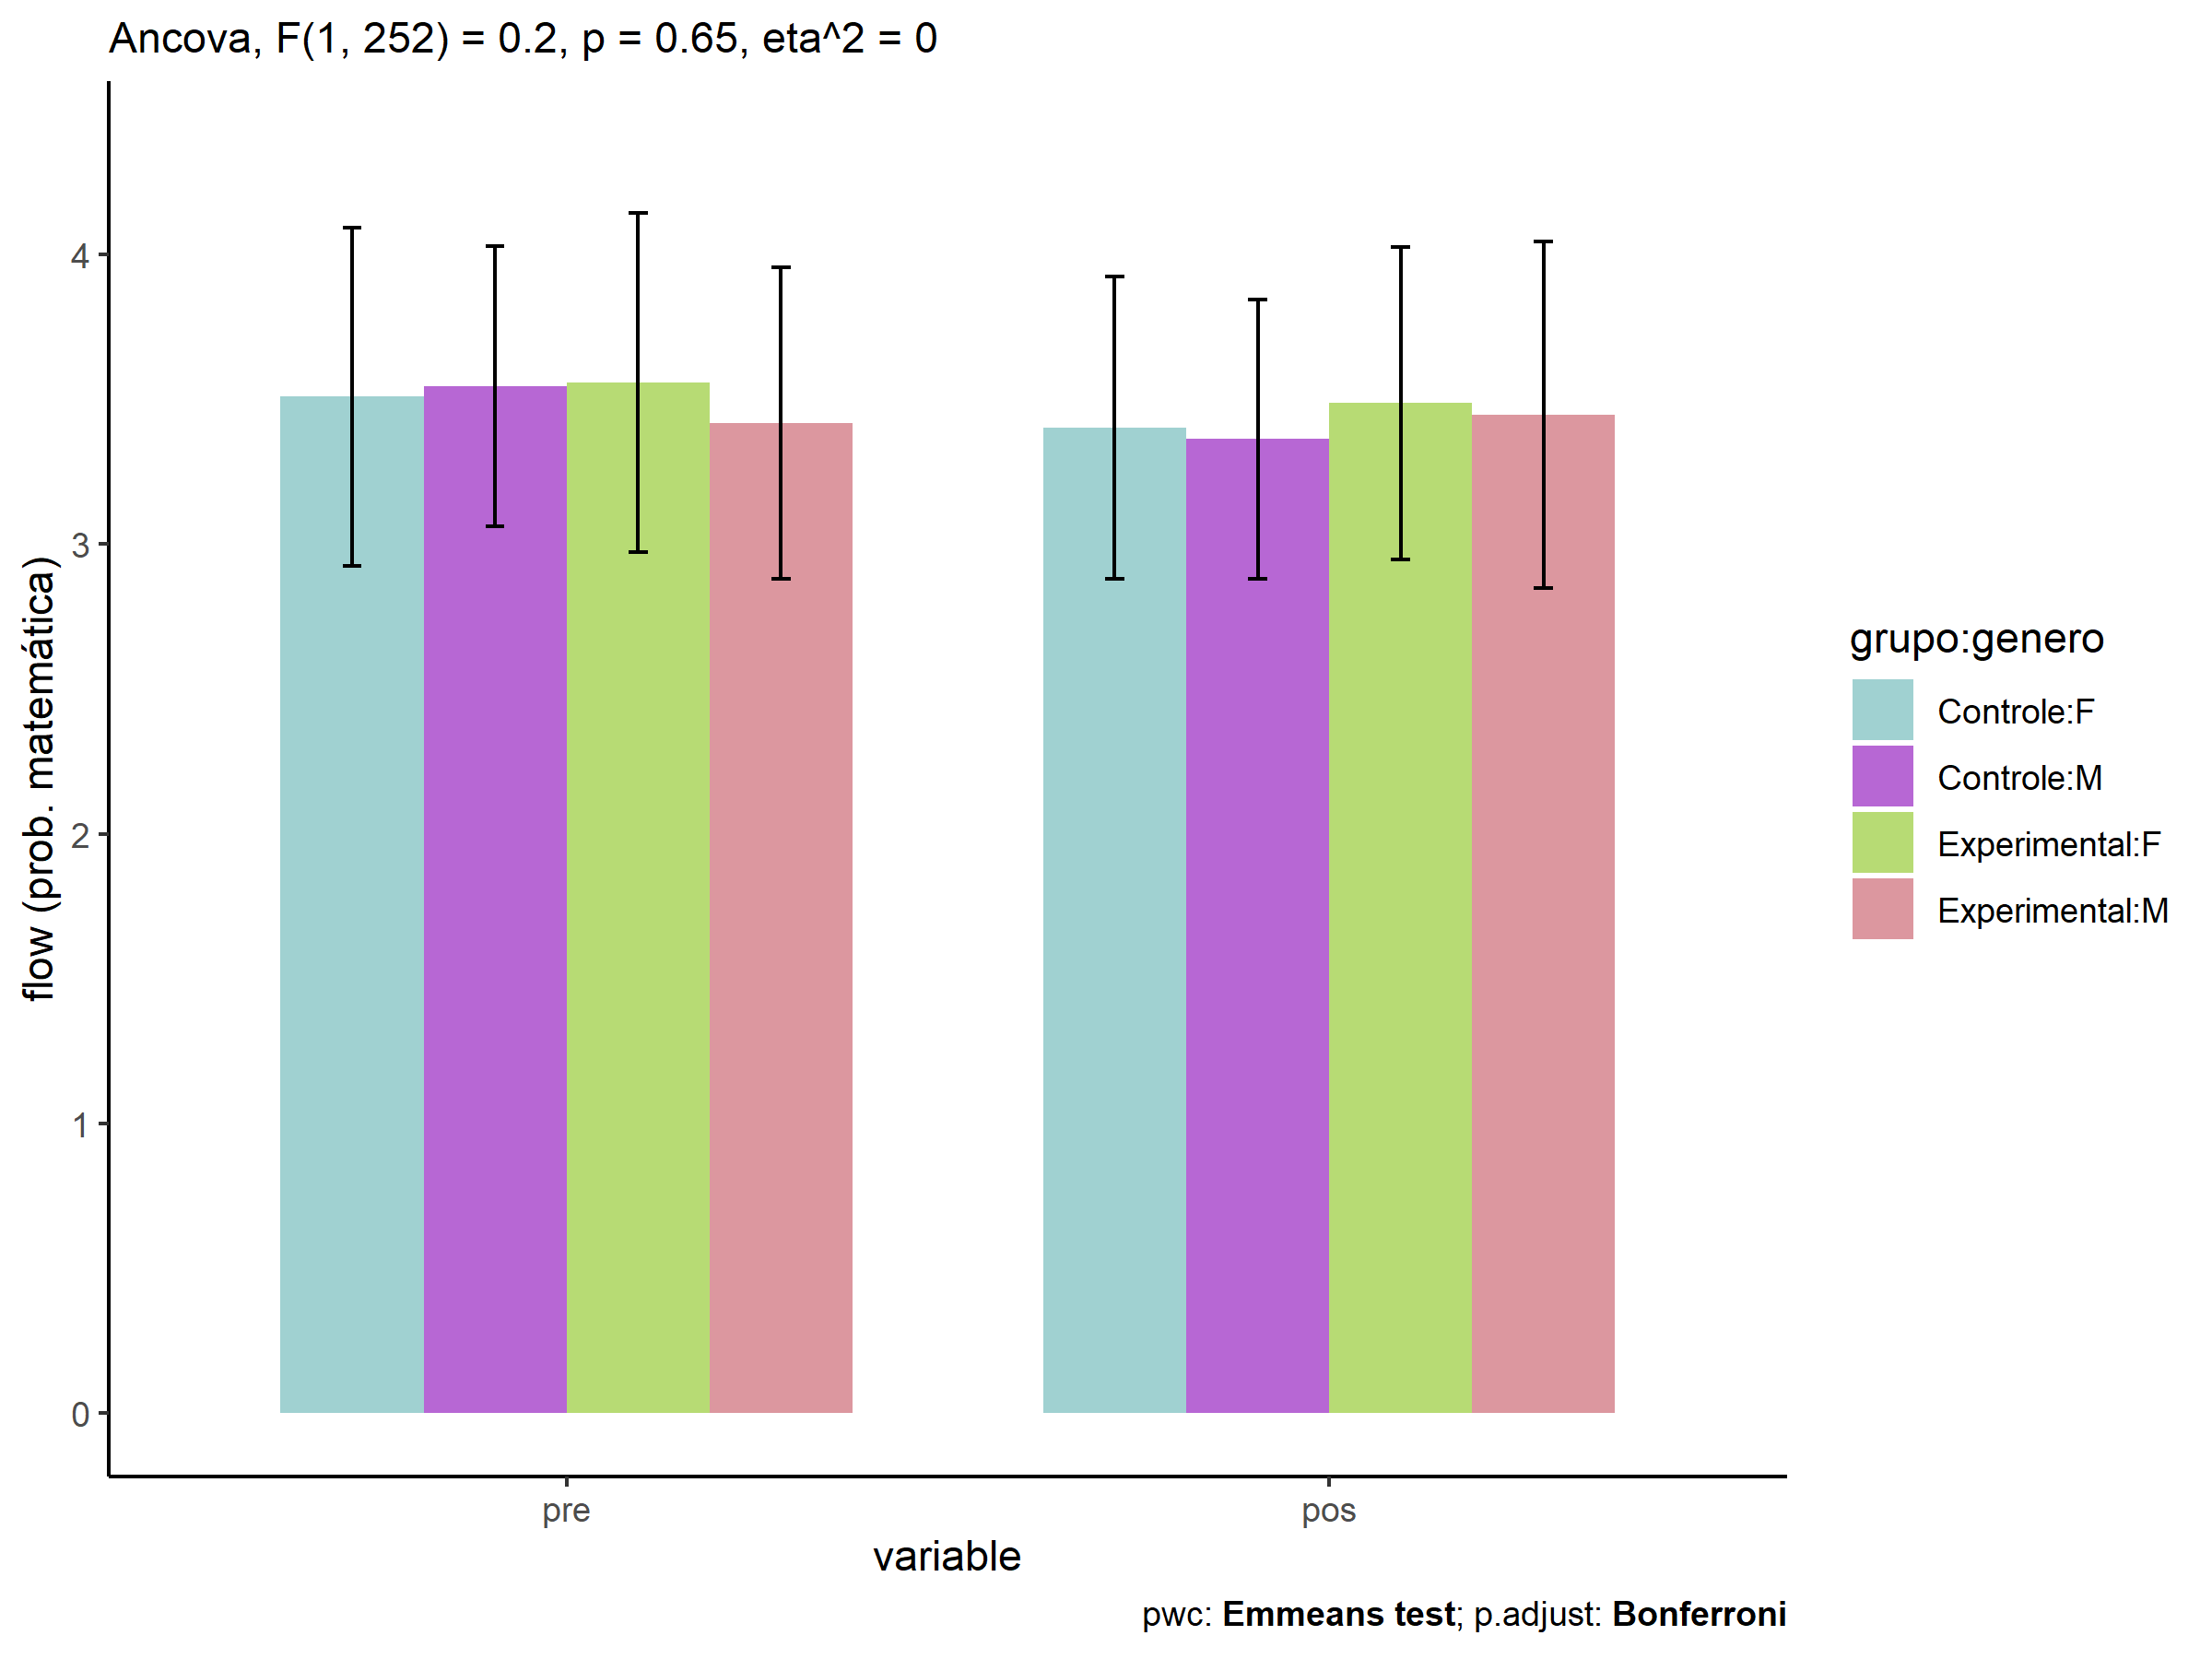 Ancova, F(1, 252) = 0.2, p = 0.65, eta^2 = 0
flow (prob. matemática)
4
3
2
1
0
pre
pos
variable
grupo:genero
Controle:F
Controle:M
Experimental:F
Experimental:M
pwc: Emmeans test; p.adjust: Bonferroni